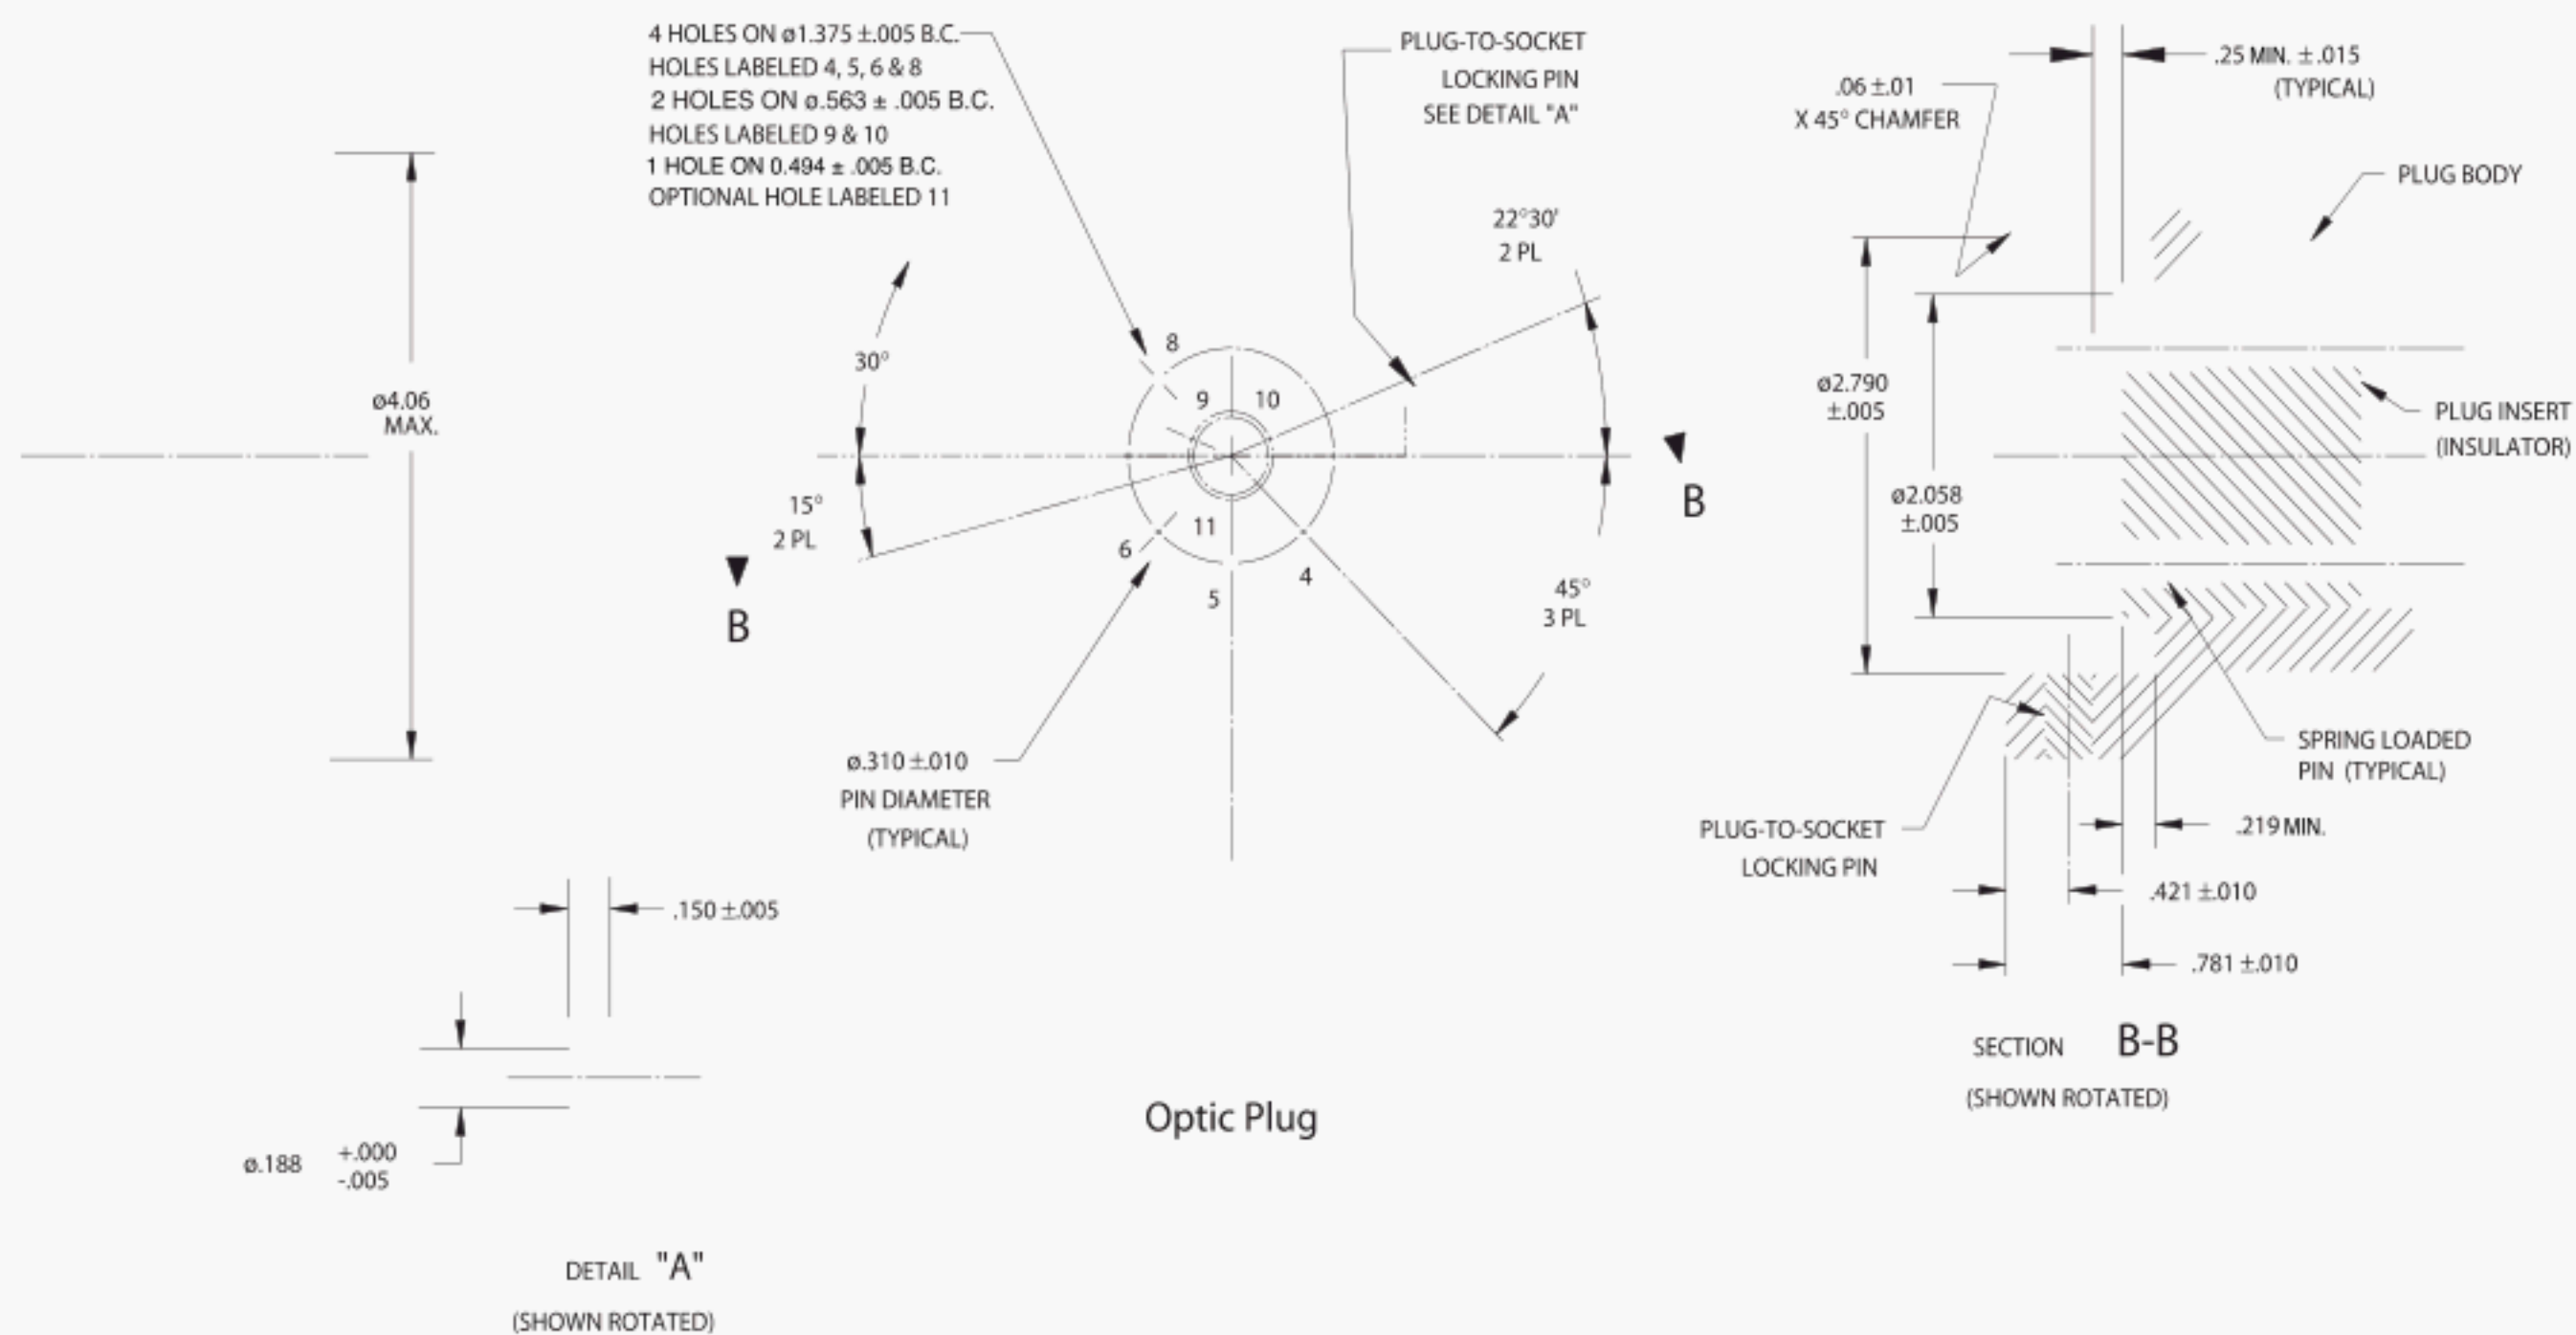 4 HOLES ON ø1.375 ±.005 B.C.
HOLES LABELED 4, 5, 6 & 8
2 HOLES ON ø.563 ± .005 B.C.
HOLES LABELED 9 & 10
1 HOLE ON 0.494 ± .005 B.C.
OPTIONAL HOLE LABELED 11
PLUG-TO-SOCKET
LOCKING PIN
SEE DETAIL "A"
.25 MIN. ±.015
(TYPICAL)
.06 ±.01
X 45° CHAMFER
PLUG BODY
22°30'
2 PL
30°
8
9
10
ø4.06
MAX.
ø2.790
±.005
PLUG INSERT
(INSULATOR)
B
15°
2 PL
11
6
4
5
ø2.058
±.005
B
45°
3 PL
ø.310 ±.010
PIN DIAMETER
(TYPICAL)
SPRING LOADED
PIN (TYPICAL)
PLUG-TO-SOCKET
LOCKING PIN
.219 MIN.
.421 ±.010
.781 ±.010
.150 ±.005
SECTION B-B
(SHOWN ROTATED)
Optic Plug
ø.188 +.000
-.005
DETAIL "A"
(SHOWN ROTATED)